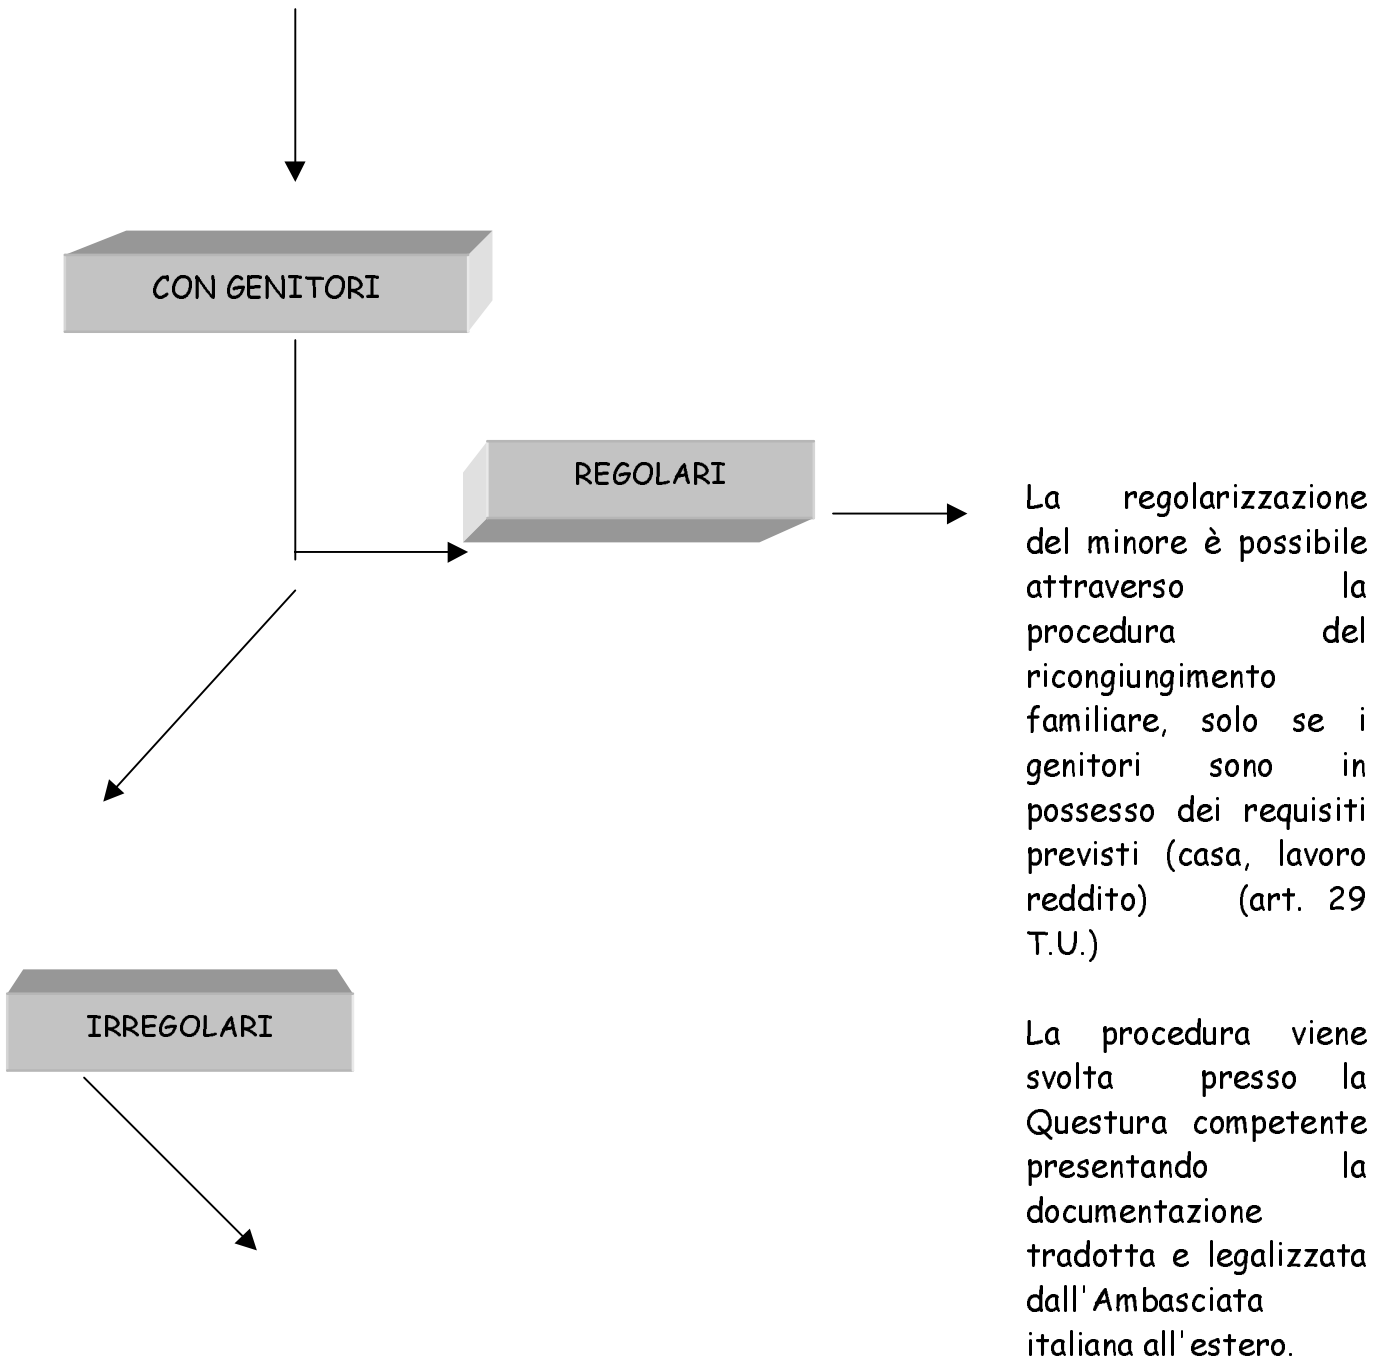 CON GENITORI
REGOLARI
La regolarizzazione
del minore è possibile
attraverso la
procedura del
ricongiungimento
familiare, solo se i
genitori sono in
possesso dei requisiti
previsti (casa, lavoro
reddito) (art. 29
T.U.)
IRREGOLARI
La procedura viene
svolta presso la
Questura competente
presentando la
documentazione
tradotta e legalizzata
dall'Ambasciata
italiana all'estero.